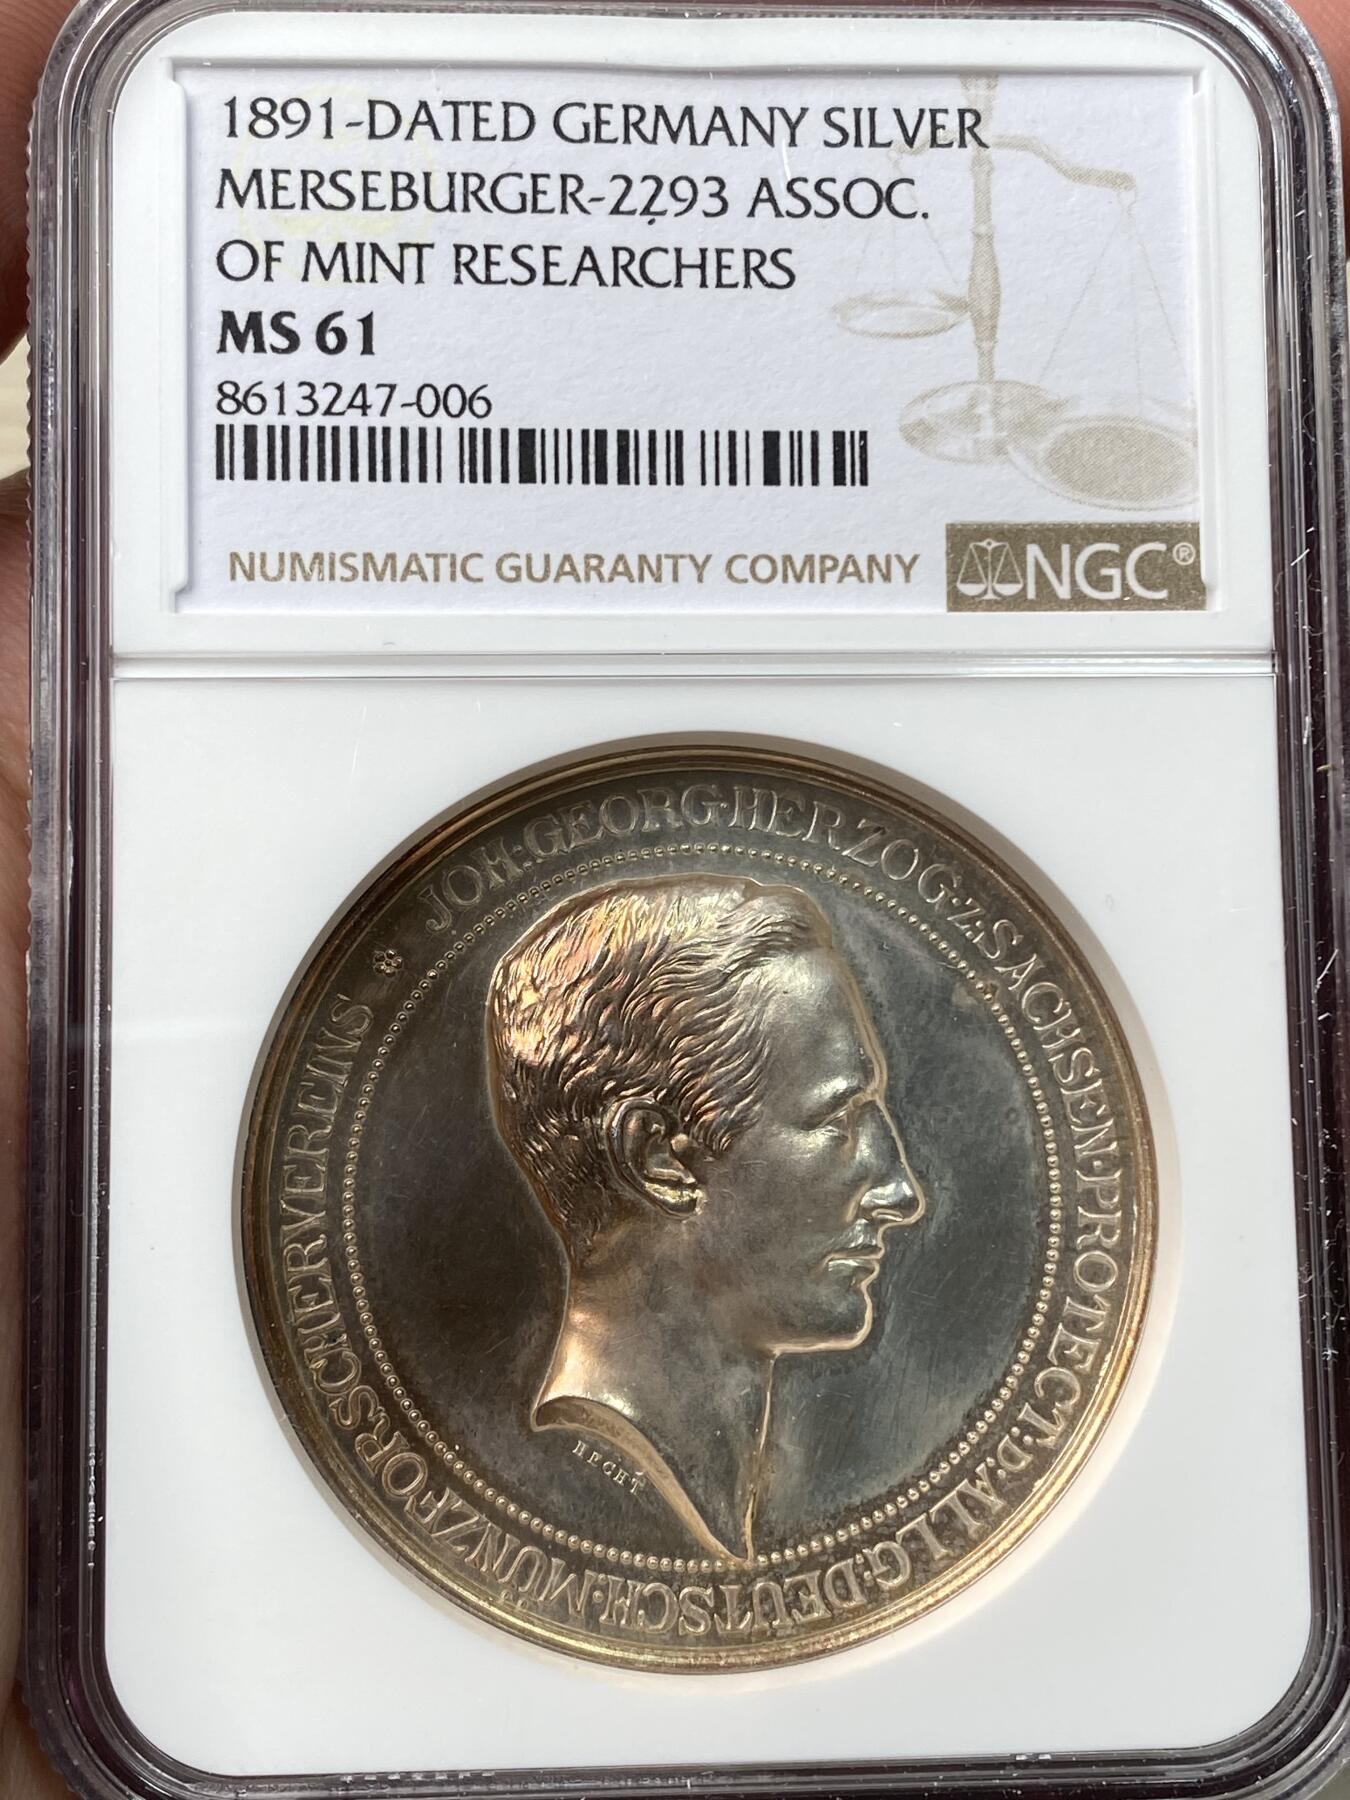 1891-DATED GERMANY SILVER
MERSEBURGER-2293 ASSOC.
OF MINT RESEARCHERS
MS 61
8613247-006
NUMISMATIC GUARANTY COMPANY
NGC®
JOH·GEORG·HERZOG·Z·SACHSEN·PROTECT·D·ALLG·DEUTSCH·MÜNZFORSCHERVEREINS
HECHT